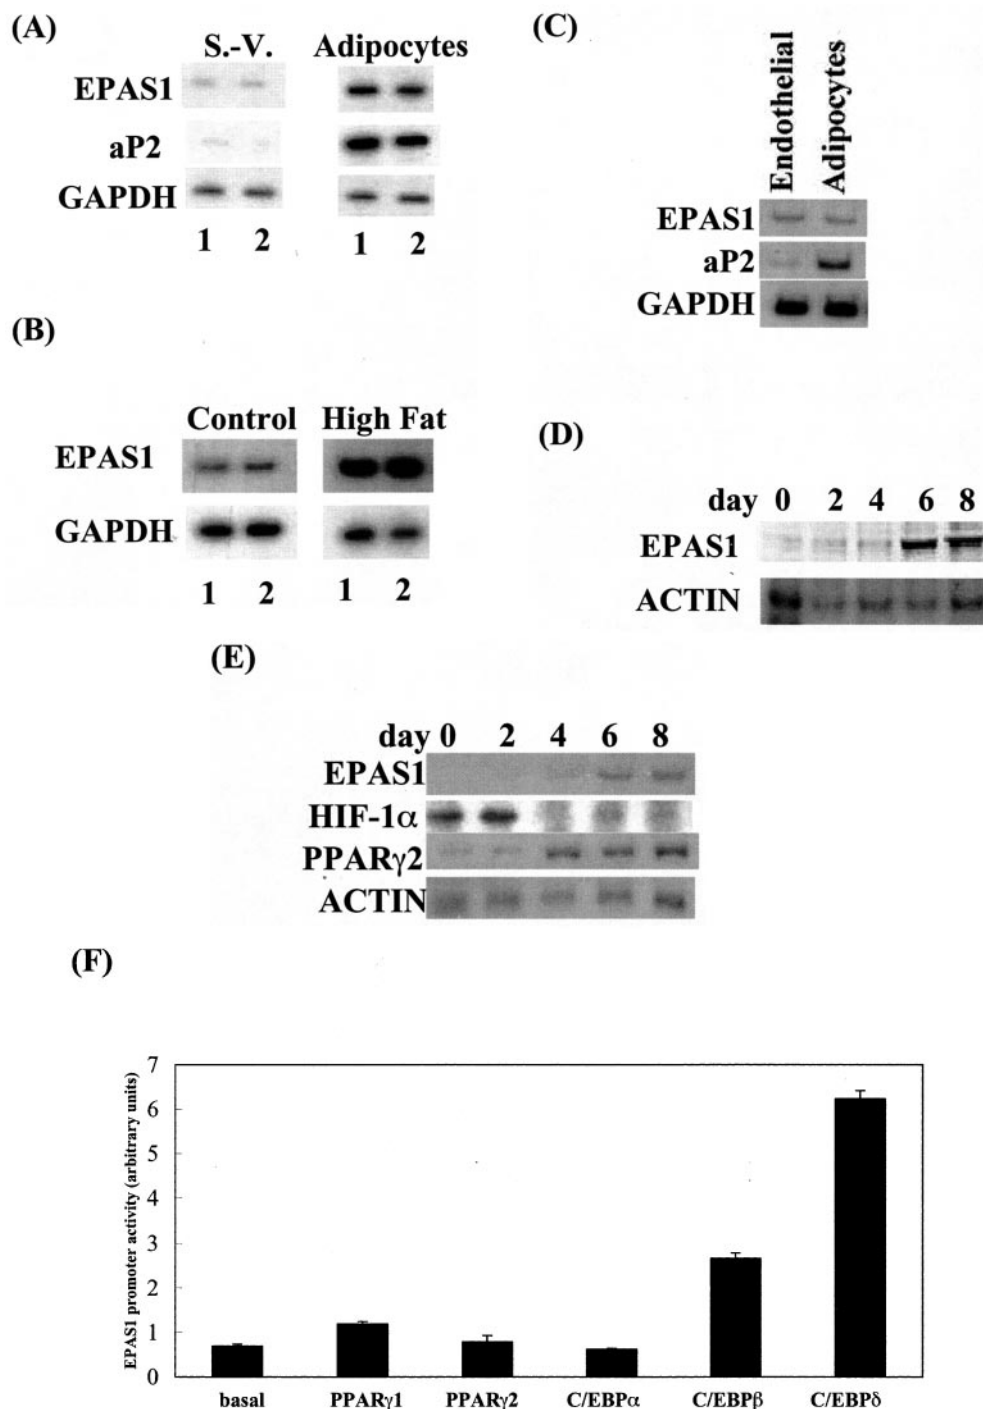 (A)
S.-V. Adipocytes
EPAS1
aP2
GAPDH
1 2 1 2
(B)
Control High Fat
EPAS1
GAPDH
1 2 1 2
(C)
Endothelial
Adipocytes
EPAS1
aP2
GAPDH
(D)
day 0 2 4 6 8
EPAS1
ACTIN
(E)
day 0 2 4 6 8
EPAS1
HIF-1α
PPARγ2
ACTIN
(F)
EPAS1 promoter activity (arbitrary units)
7
6
5
4
3
2
1
0
basal PPARγ1 PPARγ2 C/EBPα C/EBPβ C/EBPδ